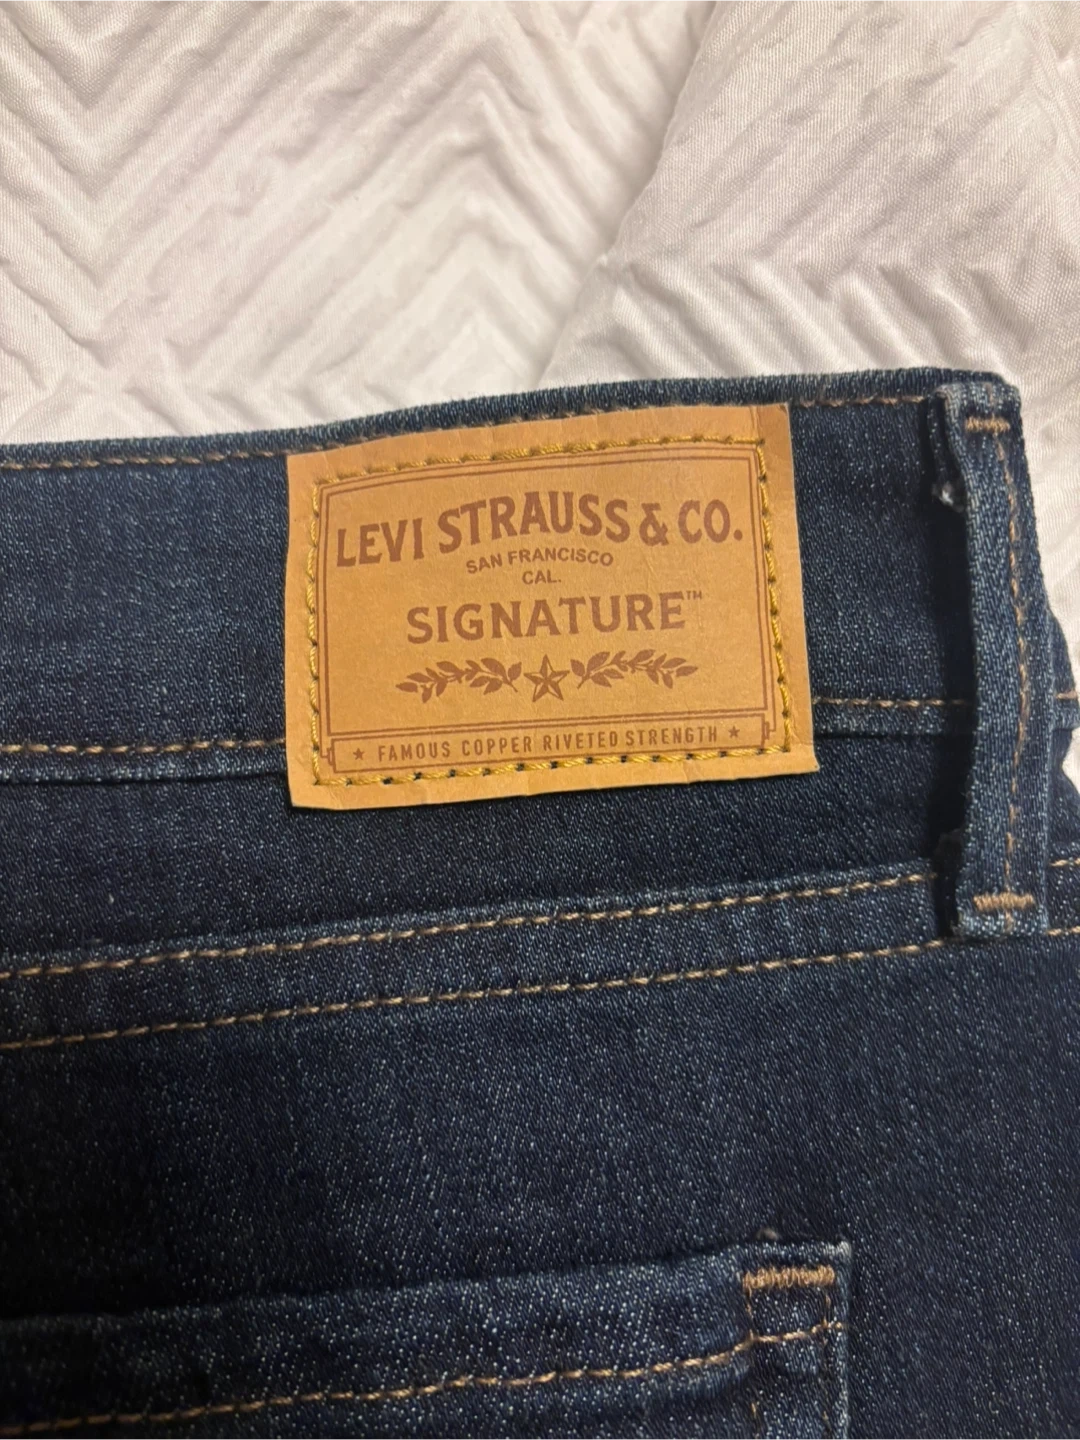 LEVI STRAUSS & CO.
SAN FRANCISCO
CAL.
SIGNATURE™
★ FAMOUS COPPER RIVETED STRENGTH ★